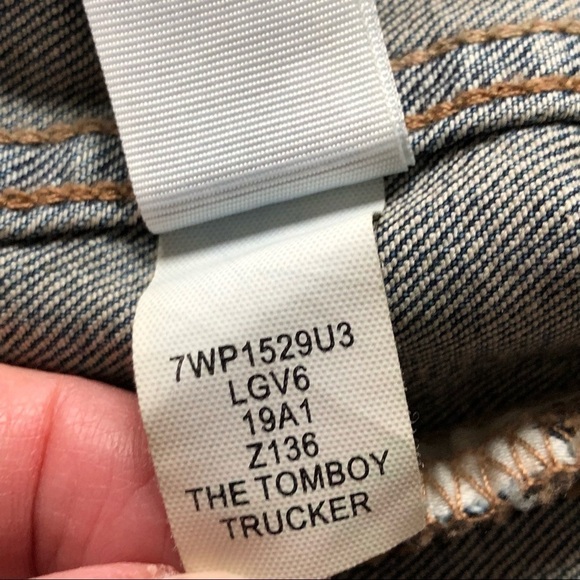 7WP1529U3
LGV6
19A1
Z136
THE TOMBOY
TRUCKER